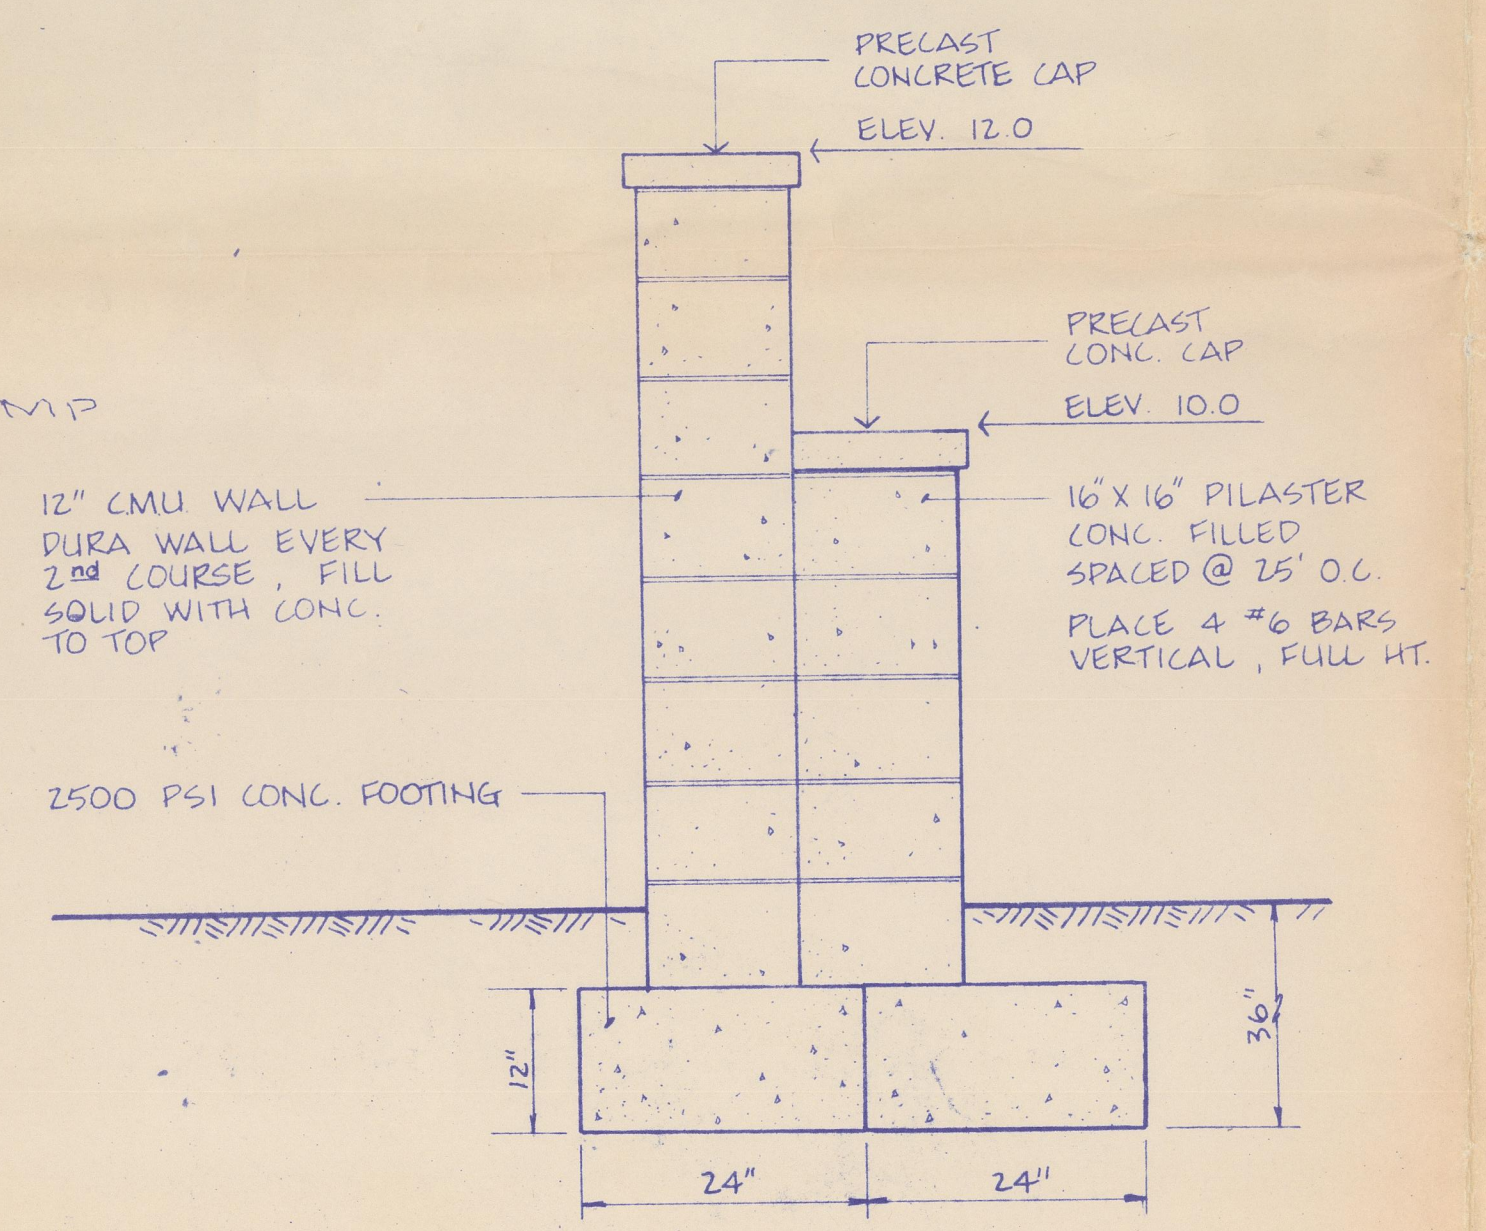 PRECAST
CONCRETE CAP
ELEV. 12.0
PRECAST
CONC. CAP
ELEV. 10.0
MP
12" C.M.U. WALL
DURA WALL EVERY
2nd COURSE, FILL
SOLID WITH CONC.
TO TOP
16" X 16" PILASTER
CONC. FILLED
SPACED @ 25' O.C.
PLACE 4 #6 BARS
VERTICAL, FULL HT.
2500 PSI CONC. FOOTING
12"
36"
24"
24"